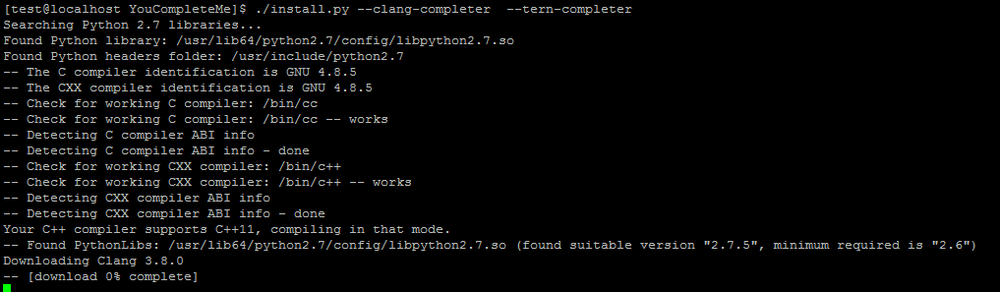 [test@localhost YouCompleteMe]$ ./install.py --clang-completer  --tern-completer
Searching Python 2.7 libraries...
Found Python library: /usr/lib64/python2.7/config/libpython2.7.so
Found Python headers folder: /usr/include/python2.7
-- The C compiler identification is GNU 4.8.5
-- The CXX compiler identification is GNU 4.8.5
-- Check for working C compiler: /bin/cc
-- Check for working C compiler: /bin/cc -- works
-- Detecting C compiler ABI info
-- Detecting C compiler ABI info - done
-- Check for working CXX compiler: /bin/c++
-- Check for working CXX compiler: /bin/c++ -- works
-- Detecting CXX compiler ABI info
-- Detecting CXX compiler ABI info - done
Your C++ compiler supports C++11, compiling in that mode.
-- Found PythonLibs: /usr/lib64/python2.7/config/libpython2.7.so (found suitable version "2.7.5", minimum required is "2.6")
Downloading Clang 3.8.0
-- [download 0% complete]